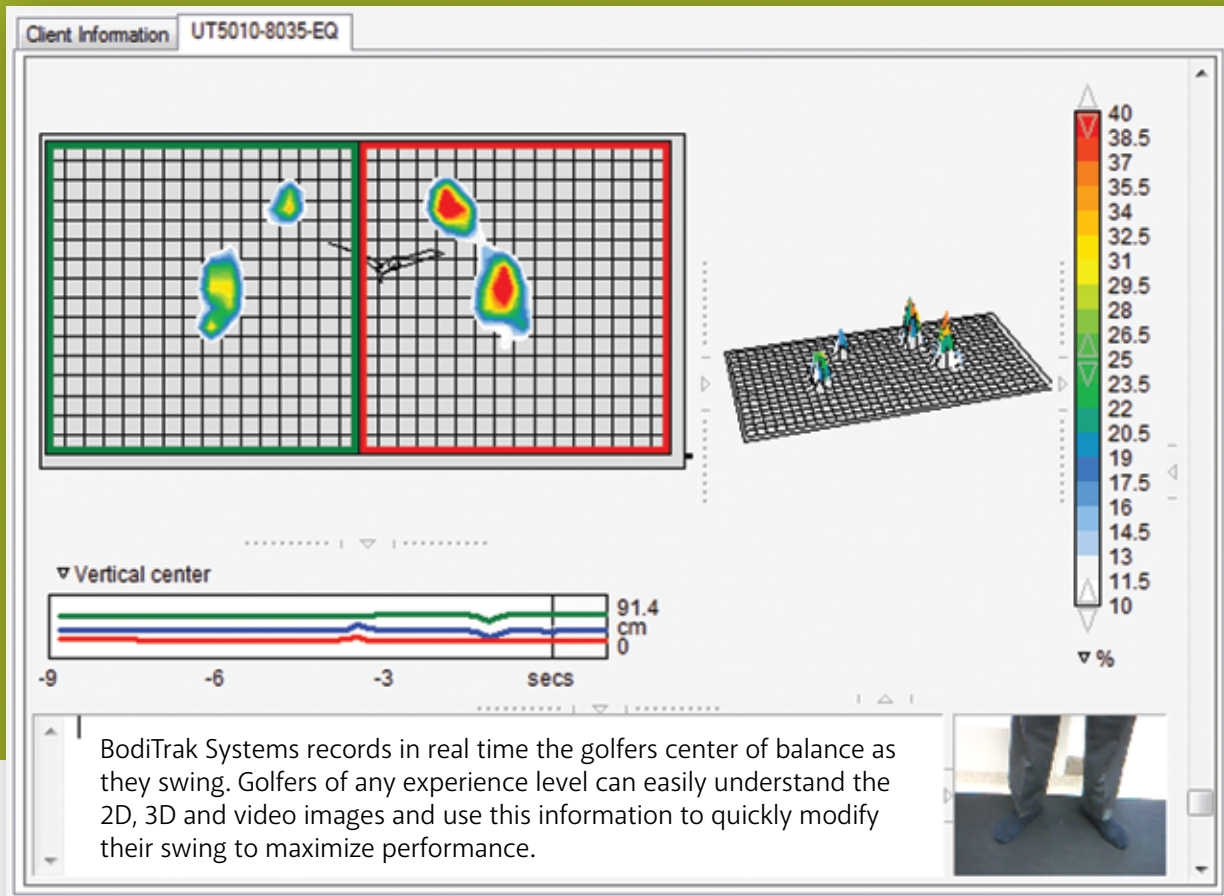 Client Information
UT5010-8035-EQ
40
38.5
37
35.5
34
32.5
31
29.5
28
26.5
25
23.5
22
20.5
19
17.5
16
14.5
13
11.5
10
%
Vertical center
91.4
cm
0
-9 -6 -3 secs
BodiTrak Systems records in real time the golfers center of balance as
they swing. Golfers of any experience level can easily understand the
2D, 3D and video images and use this information to quickly modify
their swing to maximize performance.